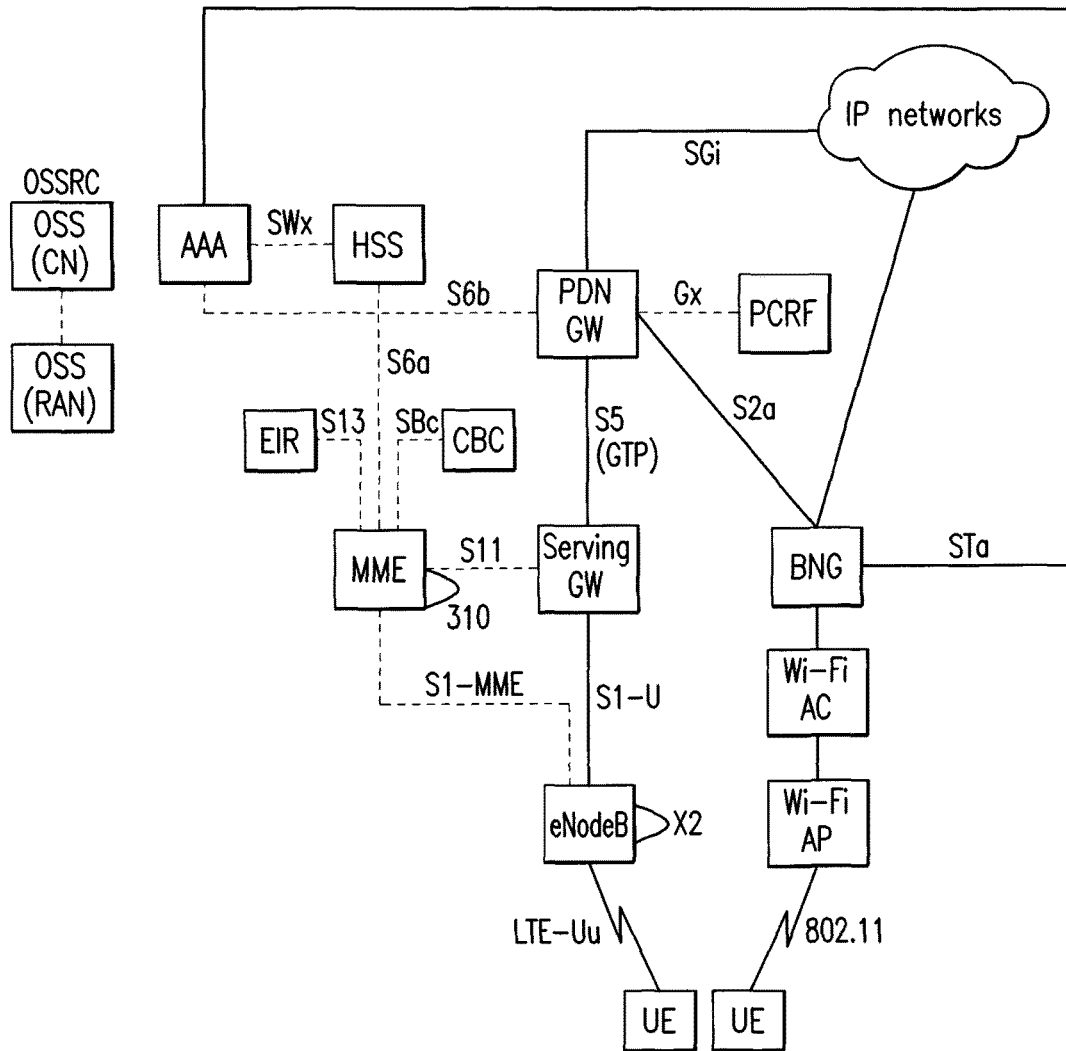 IP networks
SGi
OSSRC
OSS
(CN)
AAA
SWx
HSS
S6b
PDN
GW
Gx
PCRF
OSS
(RAN)
S6a
S2a
EIR
S13
SBc
CBC
S5
(GTP)
MME
S11
Serving
GW
BNG
STa
310
Wi-Fi
AC
S1-MME
S1-U
eNodeB
X2
Wi-Fi
AP
LTE-Uu
802.11
UE
UE